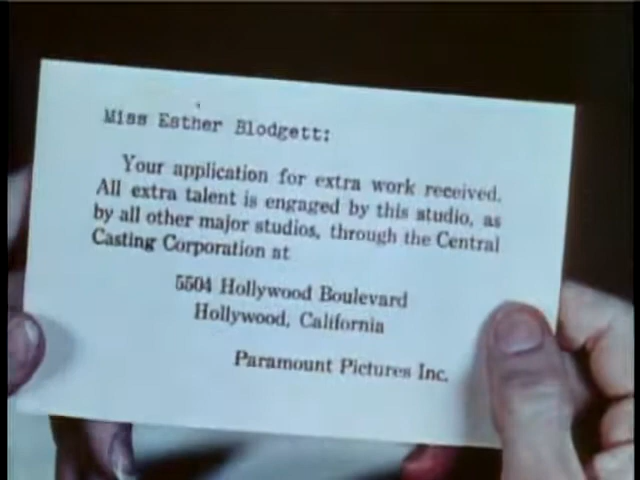 Miss Esther Blodgett:
Your application for extra work received.
All extra talent is engaged by this studio, as
by all other major studios, through the Central
Casting Corporation at
5504 Hollywood Boulevard
Hollywood, California
Paramount Pictures Inc.